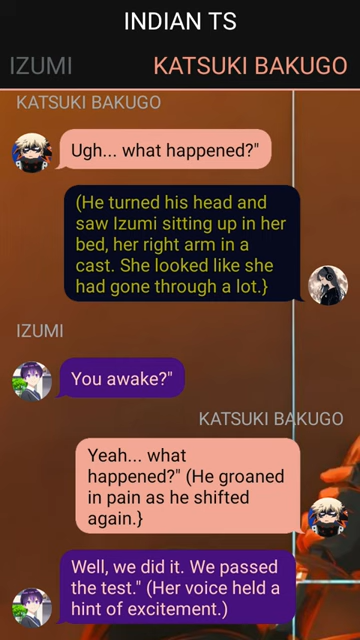 INDIAN TS
IZUMI KATSUKI BAKUGO
KATSUKI BAKUGO
Ugh... what happened?"
(He turned his head and
saw Izumi sitting up in her
bed, her right arm in a
cast. She looked like she
had gone through a lot.}
IZUMI
You awake?"
KATSUKI BAKUGO
Yeah... what
happened?" (He groaned
in pain as he shifted
again.}
Well, we did it. We passed
the test." (Her voice held a
hint of excitement.)